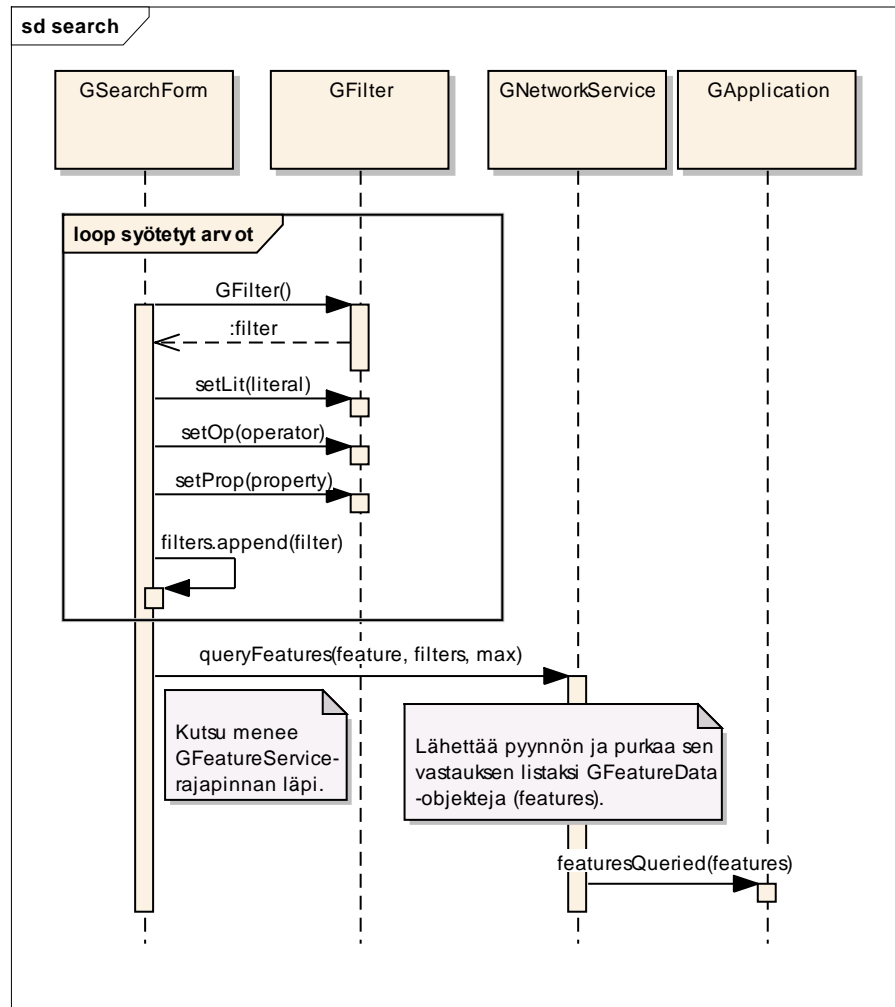 sd search
GSearchForm
GFilter
GNetworkService
GApplication
loop syötetyt arvot
GFilter()
:filter
setLit(literal)
setOp(operator)
setProp(property)
filters.append(filter)
queryFeatures(feature, filters, max)
Kutsu menee
GFeatureService-
rajapinnan läpi.
Lähettää pyynnön ja purkaa sen
vastauksen listaksi GFeatureData
-objekteja (features).
featuresQueried(features)